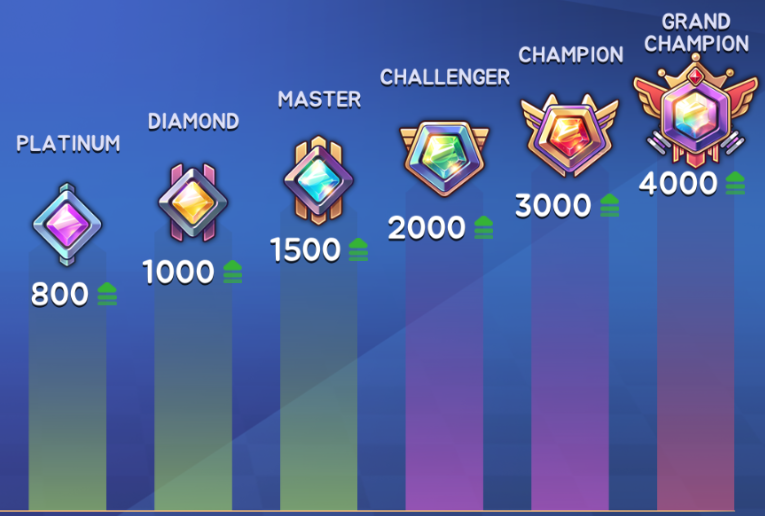 PLATINUM
800
DIAMOND
1000
MASTER
1500
CHALLENGER
2000
CHAMPION
3000
GRAND
CHAMPION
4000